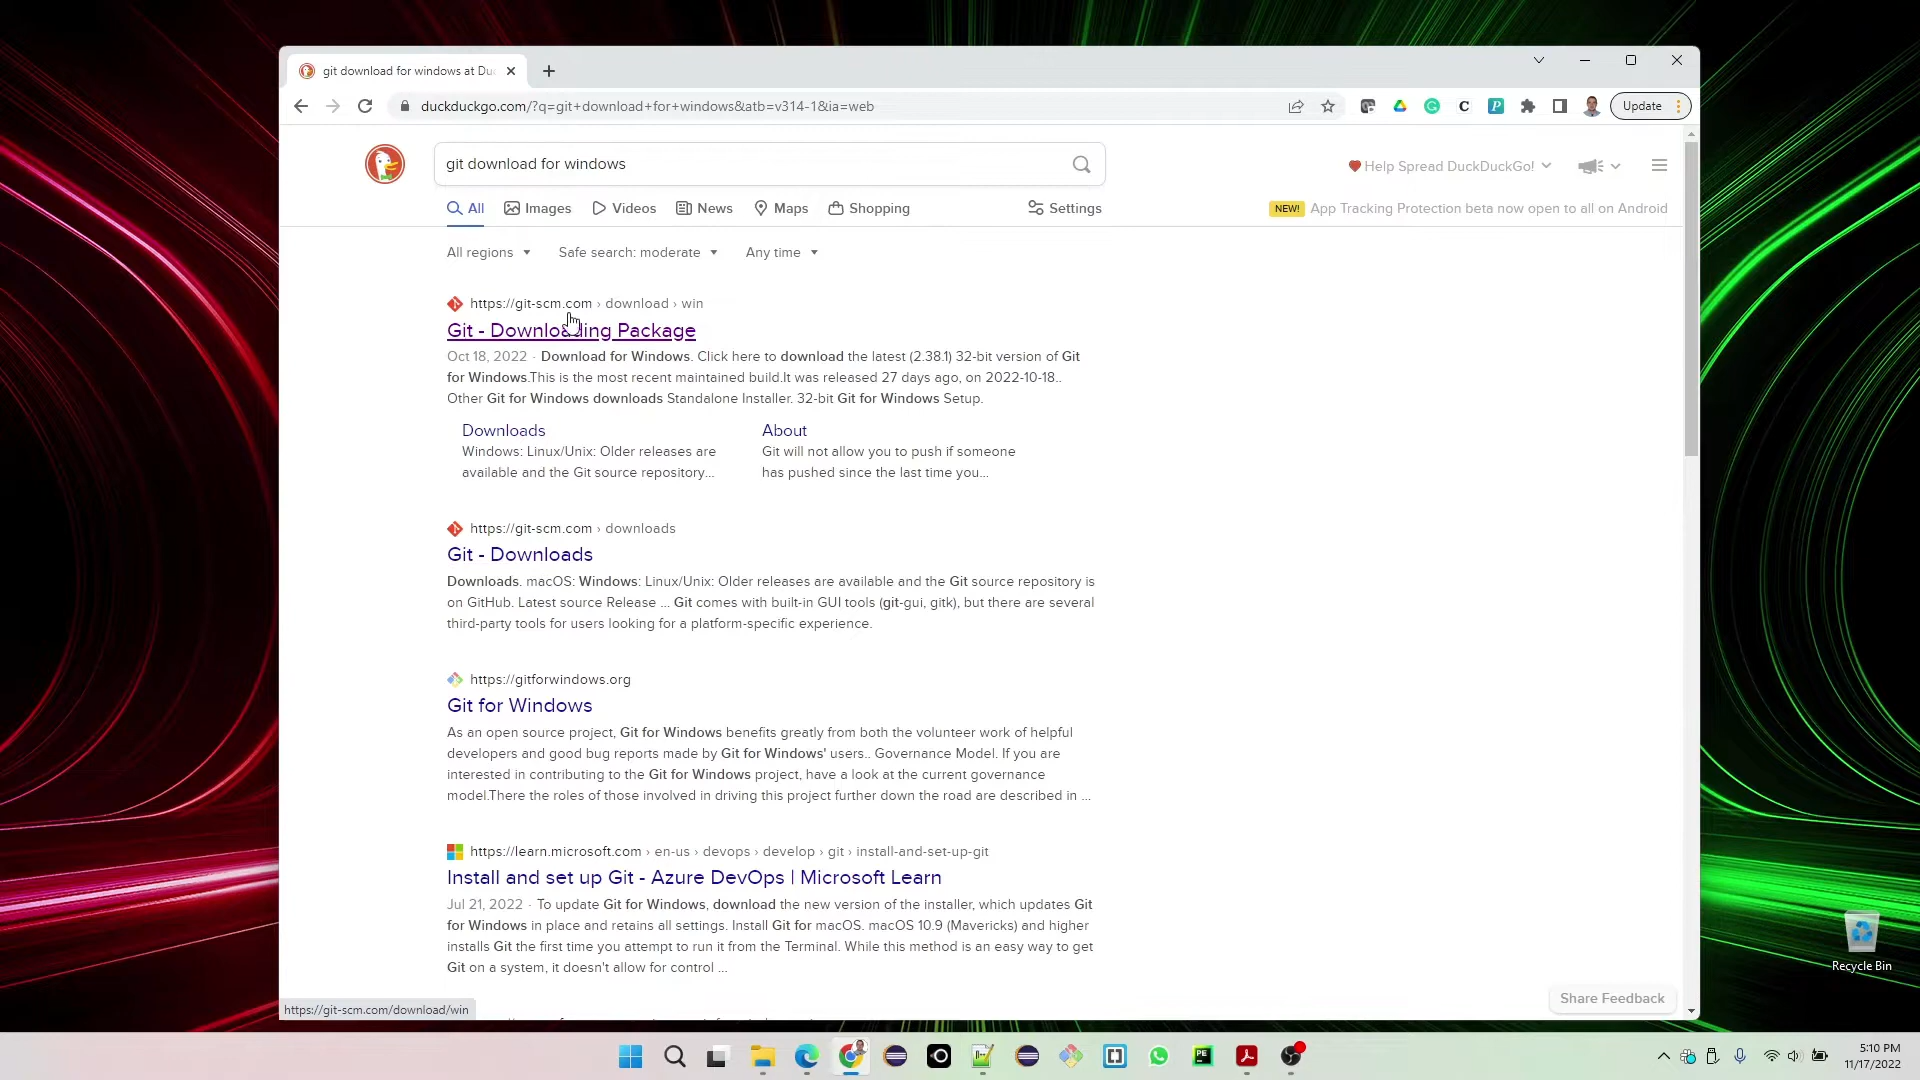 git download for windows at Du
duckduckgo.com/?q=git+download+for+windows&atb=v314-1&ia=web
Update
git download for windows
Help Spread DuckDuckGo!
All Images Videos News Maps Shopping Settings
NEW! App Tracking Protection beta now open to all on Android
All regions Safe search: moderate Any time
https://git-scm.com › download › win
Git - Downloading Package
Oct 18, 2022 · Download for Windows. Click here to download the latest (2.38.1) 32-bit version of Git
for Windows.This is the most recent maintained build.It was released 27 days ago, on 2022-10-18..
Other Git for Windows downloads Standalone Installer. 32-bit Git for Windows Setup.
Downloads
Windows: Linux/Unix: Older releases are
available and the Git source repository...
About
Git will not allow you to push if someone
has pushed since the last time you...
https://git-scm.com › downloads
Git - Downloads
Downloads. macOS: Windows: Linux/Unix: Older releases are available and the Git source repository is
on GitHub. Latest source Release ... Git comes with built-in GUI tools (git-gui, gitk), but there are several
third-party tools for users looking for a platform-specific experience.
https://gitforwindows.org
Git for Windows
As an open source project, Git for Windows benefits greatly from both the volunteer work of helpful
developers and good bug reports made by Git for Windows' users.. Governance Model. If you are
interested in contributing to the Git for Windows project, have a look at the current governance
model.There the roles of those involved in driving this project further down the road are described in ...
https://learn.microsoft.com › en-us › devops › develop › git › install-and-set-up-git
Install and set up Git - Azure DevOps | Microsoft Learn
Jul 21, 2022 · To update Git for Windows, download the new version of the installer, which updates Git
for Windows in place and retains all settings. Install Git for macOS. macOS 10.9 (Mavericks) and higher
installs Git the first time you attempt to run it from the Terminal. While this method is an easy way to get
Git on a system, it doesn't allow for control ...
Share Feedback
https://git-scm.com/download/win
Recycle Bin
5:10 PM
11/17/2022